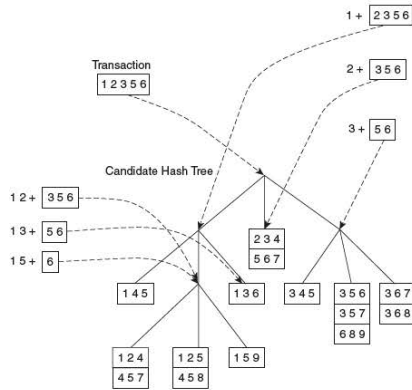 1 + 2 3 5 6
Transaction
1 2 3 5 6
2 + 3 5 6
3 + 5 6
Candidate Hash Tree
1 2 + 3 5 6
1 3 + 5 6
1 5 + 6
2 3 4
5 6 7
1 4 5
1 3 6
3 4 5
3 5 6
3 5 7
6 8 9
3 6 7
3 6 8
1 2 4
4 5 7
1 2 5
4 5 8
1 5 9